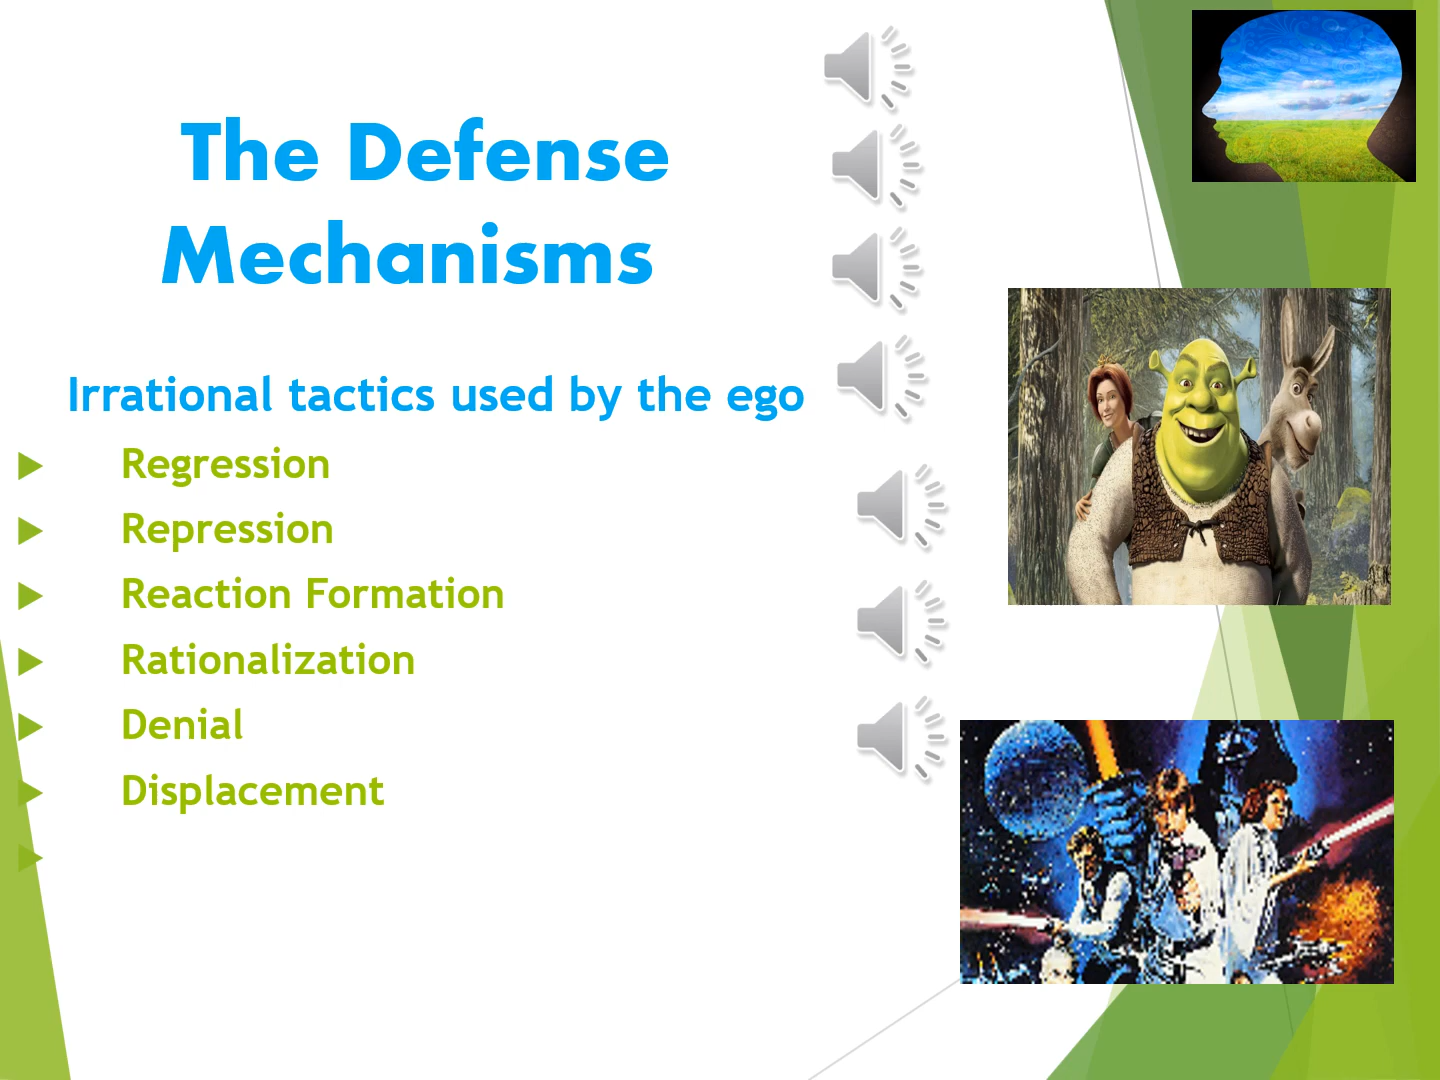 The Defense
Mechanisms
Irrational tactics used by the ego
Regression
Repression
Reaction Formation
Rationalization
Denial
Displacement